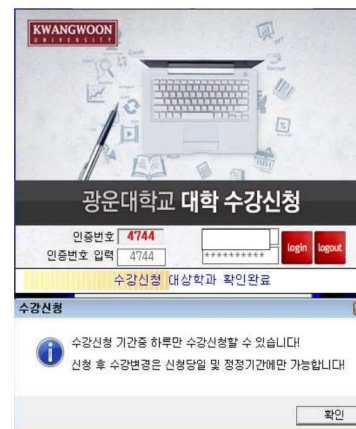 KWANGWOON
UNIVERSITY
광운대학교 대학 수강신청
인증번호 4744
인증번호 입력 4744
********** login logout
수강신청 대상학과 확인완료
수강신청
수강신청 기간중 하루만 수강신청할 수 있습니다!
신청 후 수강변경은 신청당일 및 정정기간에만 가능합니다!
확인